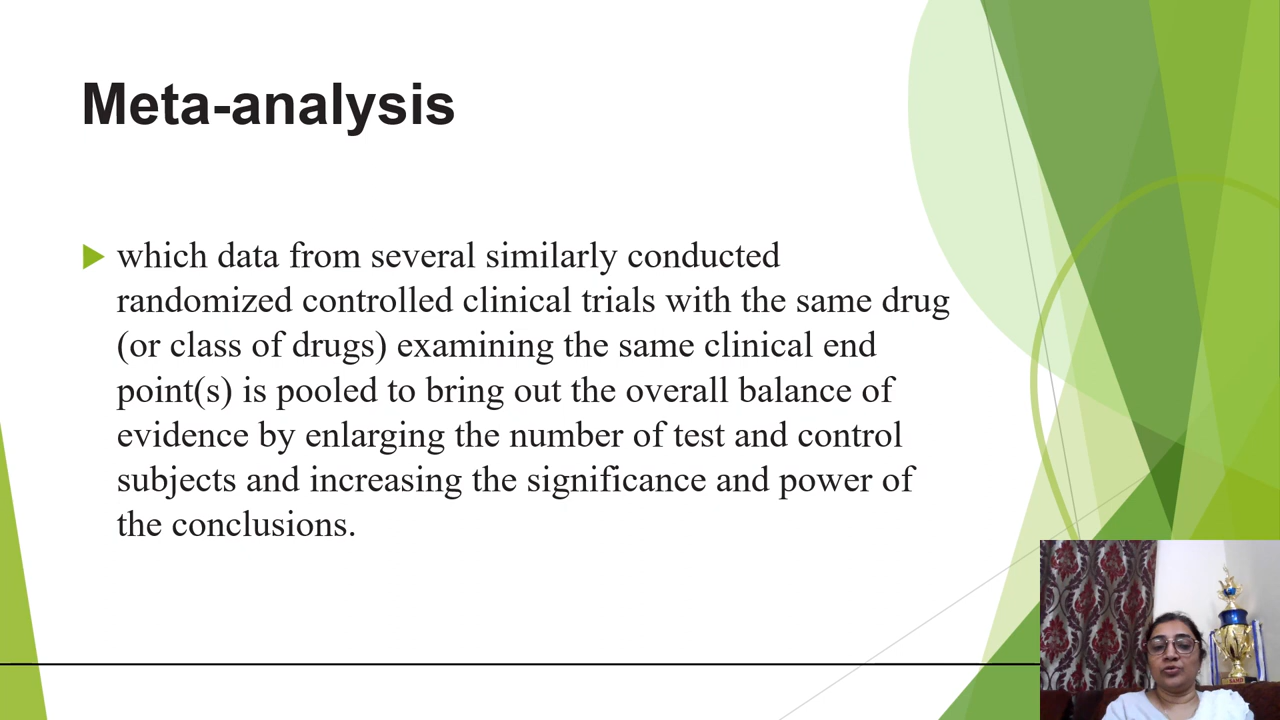 Meta-analysis
which data from several similarly conducted
randomized controlled clinical trials with the same drug
(or class of drugs) examining the same clinical end
point(s) is pooled to bring out the overall balance of
evidence by enlarging the number of test and control
subjects and increasing the significance and power of
the conclusions.